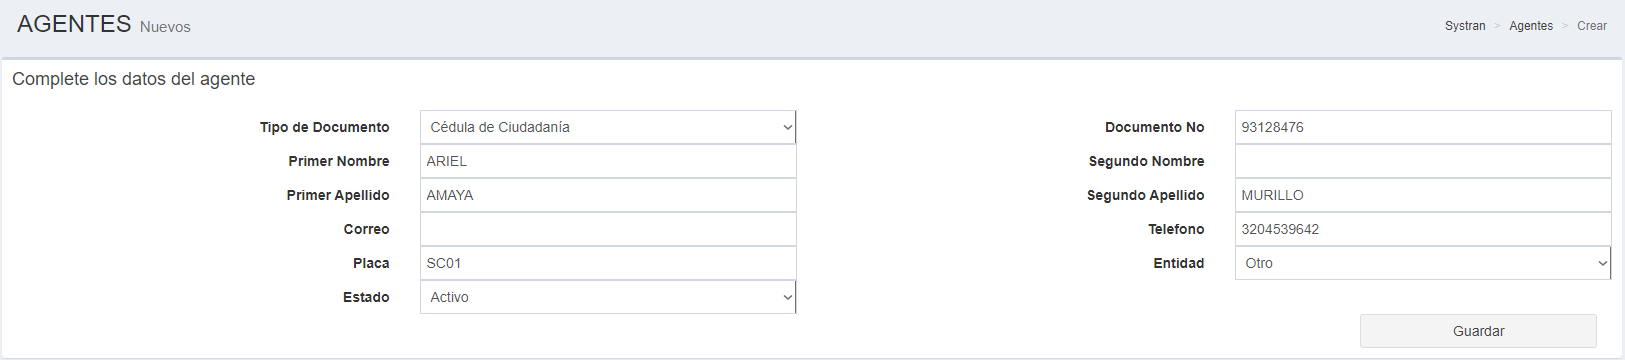 AGENTES Nuevos
Systran > Agentes > Crear
Complete los datos del agente
Tipo de Documento Cédula de Ciudadanía Documento No 93128476
Primer Nombre ARIEL Segundo Nombre
Primer Apellido AMAYA Segundo Apellido MURILLO
Correo Telefono 3204539642
Placa SC01 Entidad Otro
Estado Activo
Guardar